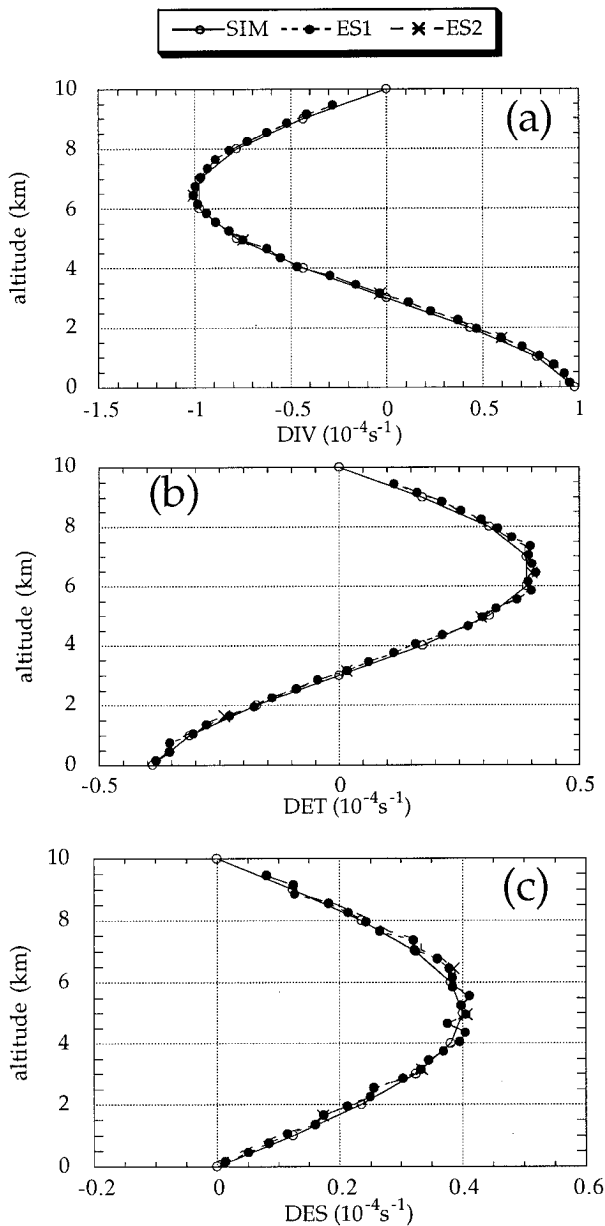 SIM ES1 ES2
(a)
10
8
6
4
2
0
altitude (km)
-1.5 -1 -0.5 0 0.5 1
DIV (10⁻⁴s⁻¹)
(b)
10
8
6
4
2
0
altitude (km)
-0.5 0 0.5
DET (10⁻⁴s⁻¹)
(c)
10
8
6
4
2
0
altitude (km)
-0.2 0 0.2 0.4 0.6
DES (10⁻⁴s⁻¹)